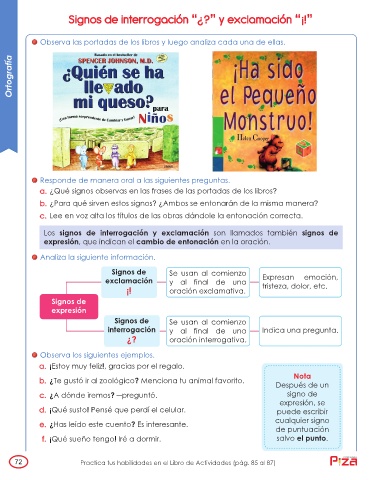 Signos de interrogación “¿?” y exclamación “¡!”
Ortografía
Observa las portadas de los libros y luego analiza cada una de ellas.
Basado en el bestseller de
SPENCER JOHNSON, M.D.
¿Quién se ha
llevado
mi queso?
para
Niños
¡Ha sido
el Pequeño
Monstruo!
Helen Cooper
Responde de manera oral a las siguientes preguntas.
a. ¿Qué signos observas en las frases de las portadas de los libros?
b. ¿Para qué sirven estos signos? ¿Ambos se entonarán de la misma manera?
c. Lee en voz alta los títulos de las obras dándole la entonación correcta.
Los signos de interrogación y exclamación son llamados también signos de
expresión, que indican el cambio de entonación en la oración.
Analiza la siguiente información.
Signos de
expresión
Signos de
exclamación
¡!
Se usan al comienzo
y al final de una
oración exclamativa.
Expresan emoción,
tristeza, dolor, etc.
Signos de
interrogación
¿?
Se usan al comienzo
y al final de una
oración interrogativa.
Indica una pregunta.
Observa los siguientes ejemplos.
a. ¡Estoy muy feliz!, gracias por el regalo.
b. ¿Te gustó ir al zoológico? Menciona tu animal favorito.
c. ¿A dónde iremos? —preguntó.
d. ¡Qué susto! Pensé que perdí el celular.
e. ¿Has leído este cuento? Es interesante.
f. ¡Qué sueño tengo! Iré a dormir.
Nota
Después de un
signo de
expresión, se
puede escribir
cualquier signo
de puntuación
salvo el punto.
72
Practica tus habilidades en el Libro de Actividades (pág. 85 al 87)